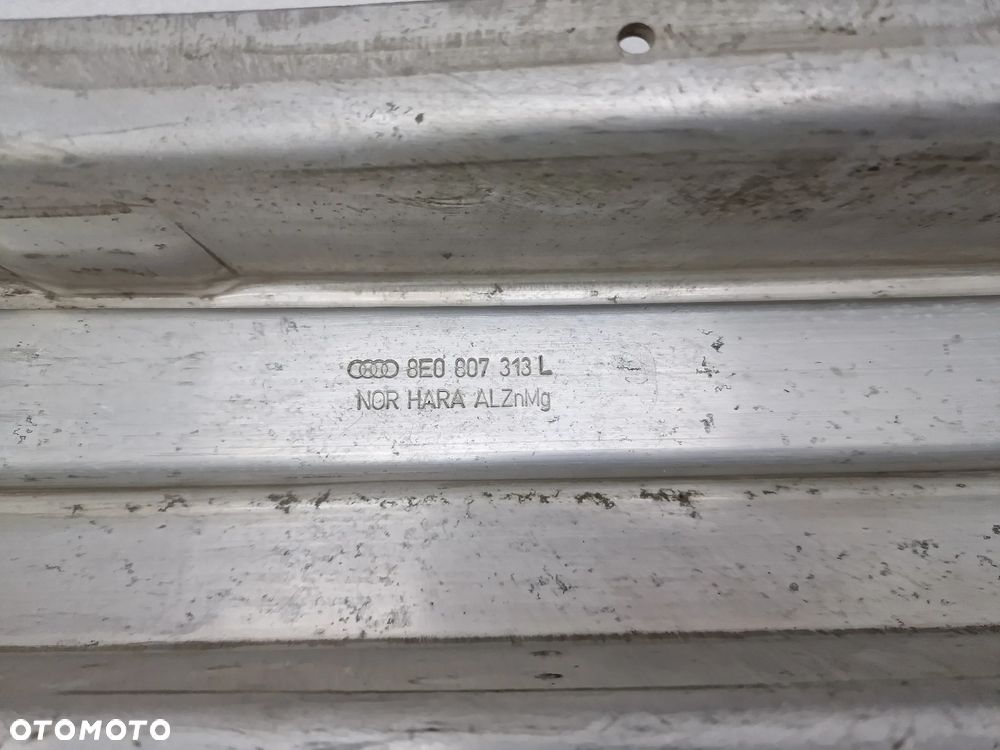 8E0 807 313 L
NOR HARA ALZnMg
OTOMOTO